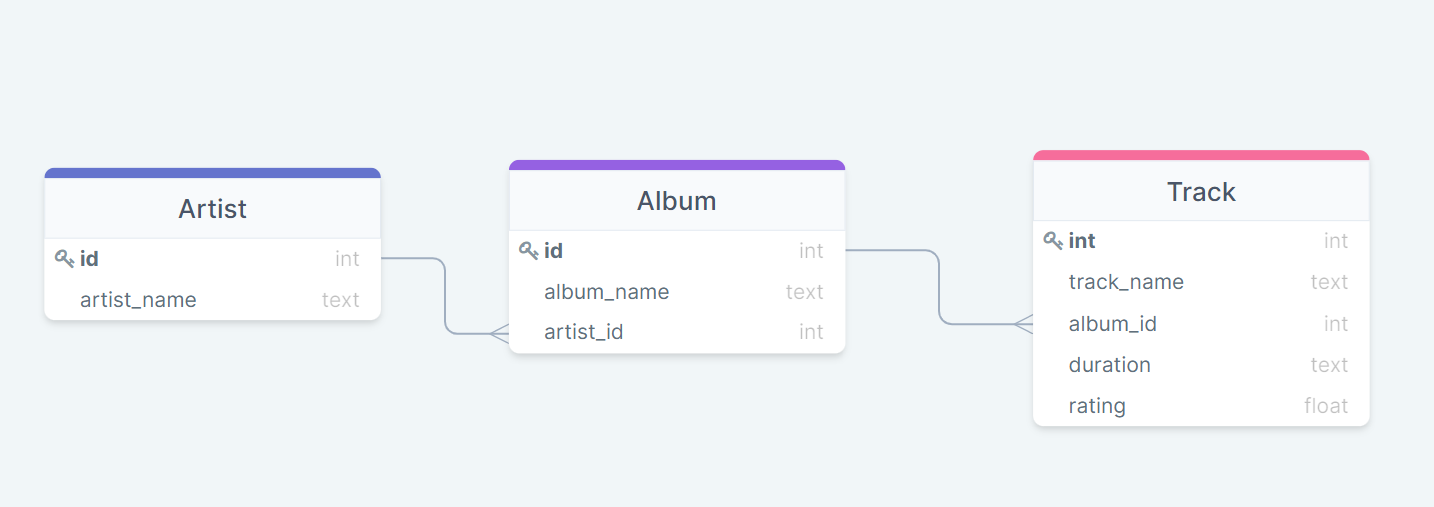 Artist
id int
artist_name text
Album
id int
album_name text
artist_id int
Track
int int
track_name text
album_id int
duration text
rating float